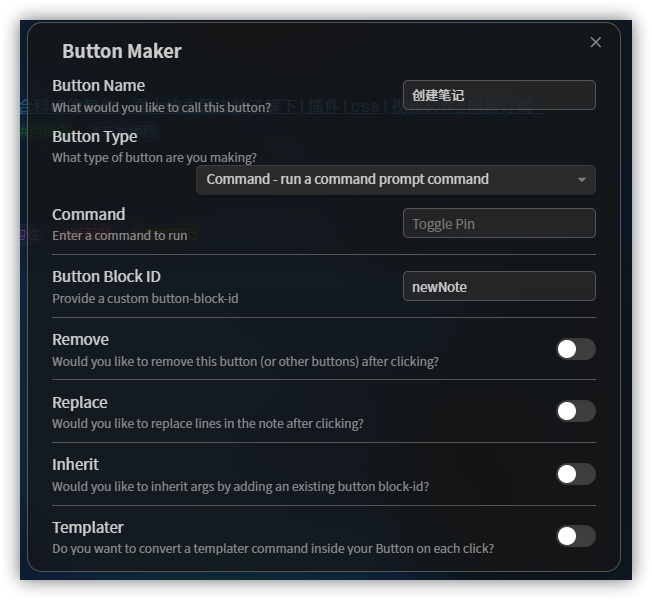 Button Maker
Button Name
What would you like to call this button?
创建笔记
Button Type
What type of button are you making?
Command - run a command prompt command
Command
Enter a command to run
Toggle Pin
Button Block ID
Provide a custom button-block-id
newNote
Remove
Would you like to remove this button (or other buttons) after clicking?
Replace
Would you like to replace lines in the note after clicking?
Inherit
Would you like to inherit args by adding an existing button block-id?
Templater
Do you want to convert a templater command inside your Button on each click?